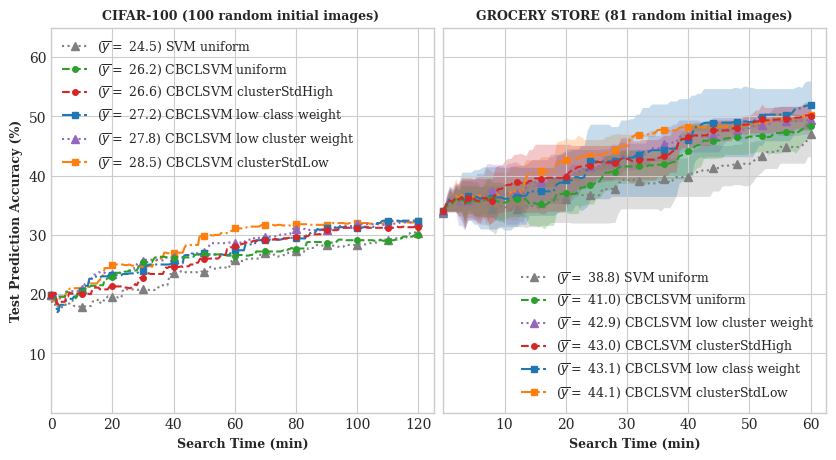 CIFAR-100 (100 random initial images)
GROCERY STORE (81 random initial images)
Test Prediction Accuracy (%)
60
50
40
30
20
10
(y̅ = 24.5) SVM uniform
(y̅ = 26.2) CBCLSVM uniform
(y̅ = 26.6) CBCLSVM clusterStdHigh
(y̅ = 27.2) CBCLSVM low class weight
(y̅ = 27.8) CBCLSVM low cluster weight
(y̅ = 28.5) CBCLSVM clusterStdLow
0 20 40 60 80 100 120
Search Time (min)
(y̅ = 38.8) SVM uniform
(y̅ = 41.0) CBCLSVM uniform
(y̅ = 42.9) CBCLSVM low cluster weight
(y̅ = 43.0) CBCLSVM clusterStdHigh
(y̅ = 43.1) CBCLSVM low class weight
(y̅ = 44.1) CBCLSVM clusterStdLow
10 20 30 40 50 60
Search Time (min)